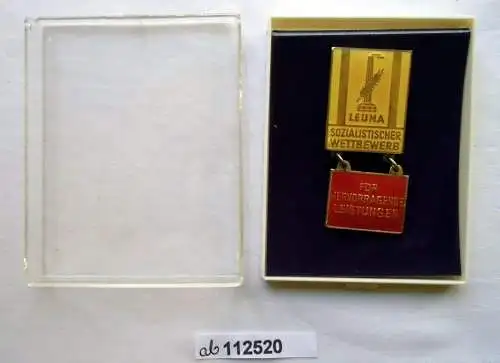 LEUNA
SOZIALISTISCHER
WETTBEWERB
FÜR
HERVORRAGENDE
LEISTUNGEN
ab 112520